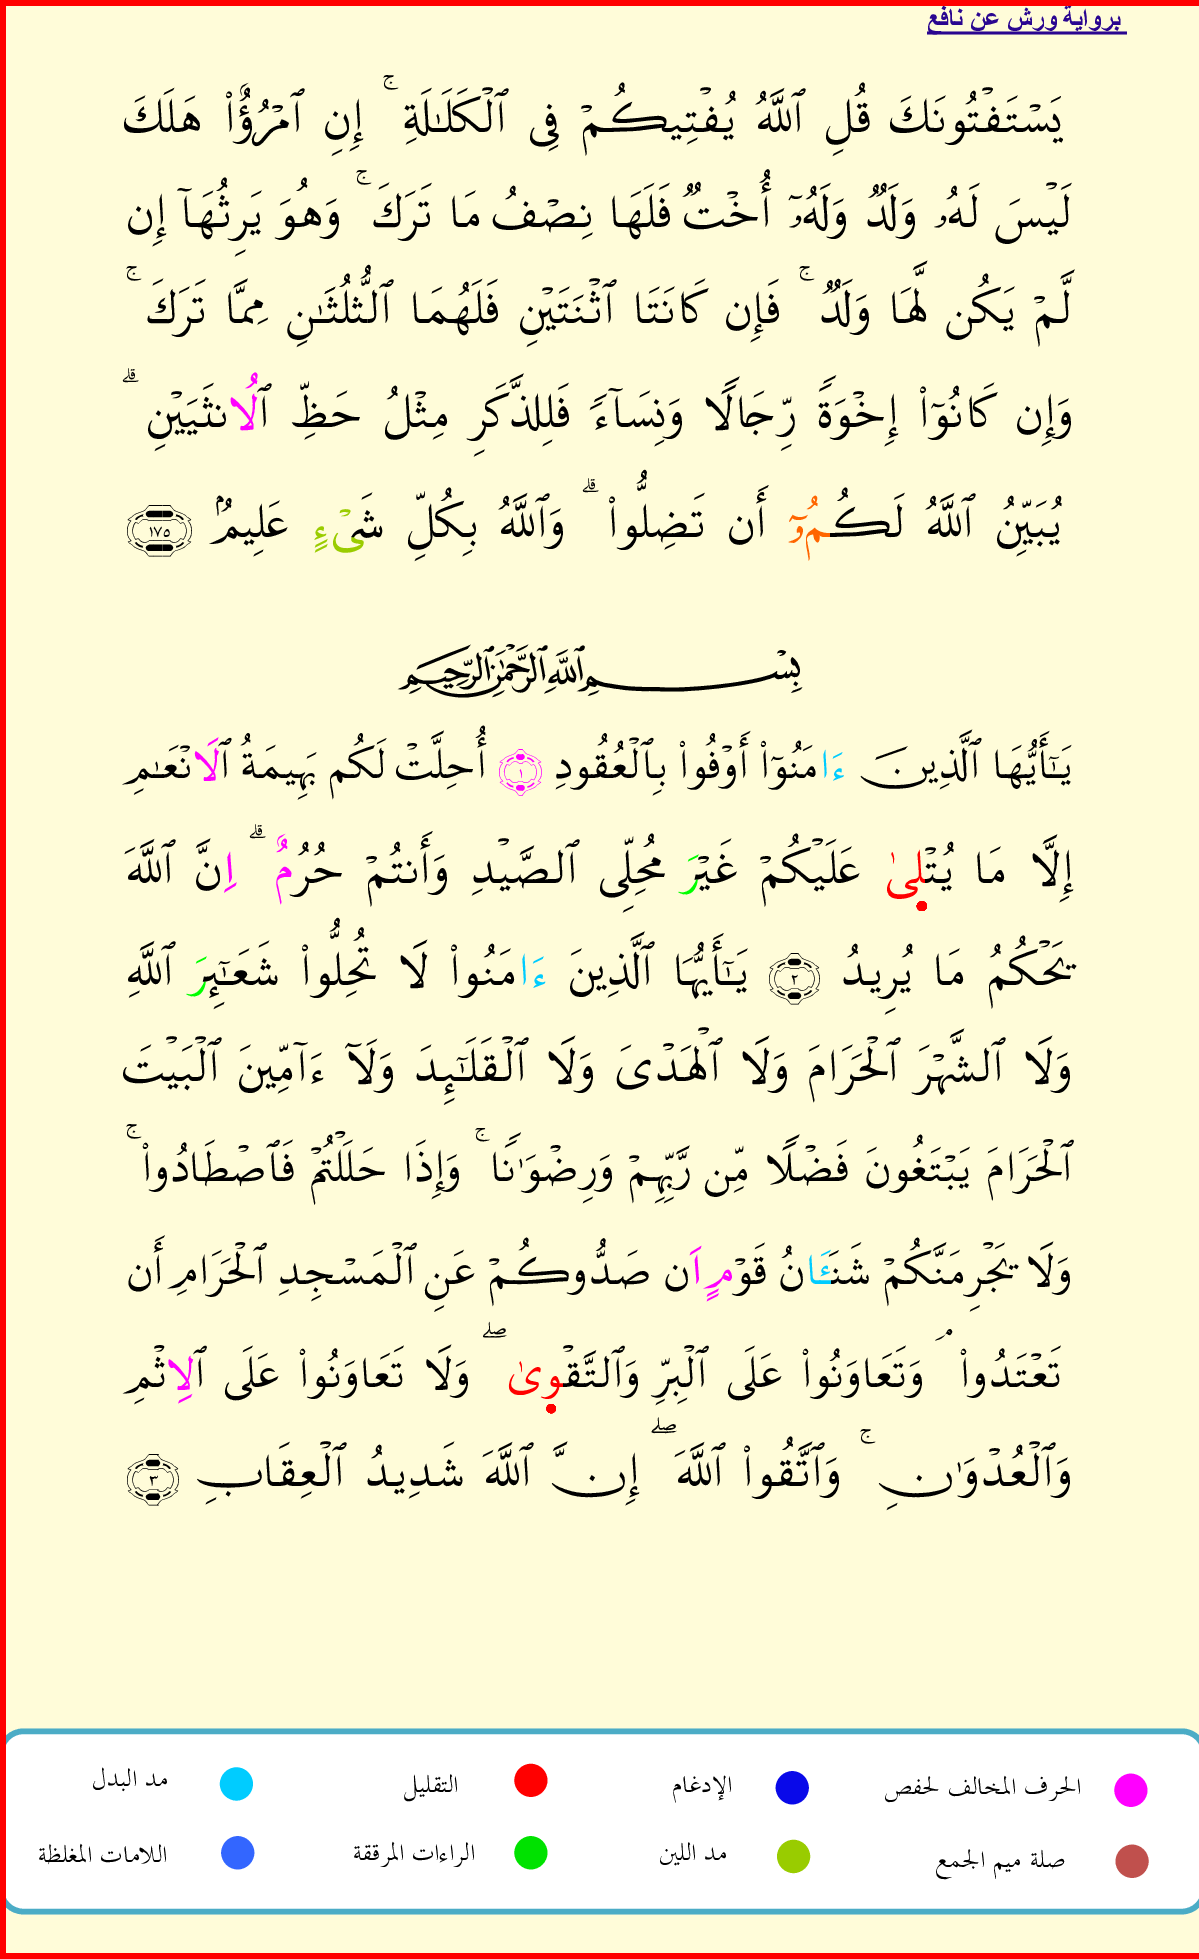 برواية ورش عن نافع
يَسْتَفْتُونَكَ قُلِ ٱللَّهُ يُفْتِيكُمْ فِى ٱلْكَلَٰلَةِ ۚ إِنِ ٱمْرُؤٌا۟ هَلَكَ
لَيْسَ لَهُۥ وَلَدٌ وَلَهُۥٓ أُخْتٌ فَلَهَا نِصْفُ مَا تَرَكَ ۚ وَهُوَ يَرِثُهَآ إِن
لَّمْ يَكُن لَّهَا وَلَدٌ ۚ فَإِن كَانَتَا ٱثْنَتَيْنِ فَلَهُمَا ٱلثُّلُثَٰنِ مِمَّا تَرَكَ ۚ
وَإِن كَانُوٓا۟ إِخْوَةً رِّجَالًا وَنِسَآءً فَلِلذَّكَرِ مِثْلُ حَظِّ ٱلُانثَيَيْنِ ۗ
يُبَيِّنُ ٱللَّهُ لَكُمُۥٓ أَن تَضِلُّوا۟ ۗ وَٱللَّهُ بِكُلِّ شَىْءٍ عَلِيمٌۢ ١٧٥
بِسْمِ ٱللَّهِ ٱلرَّحْمَٰنِ ٱلرَّحِيمِ
يَٰٓأَيُّهَا ٱلَّذِينَ ءَامَنُوٓا۟ أَوْفُوا۟ بِٱلْعُقُودِ ١ أُحِلَّتْ لَكُم بَهِيمَةُ ٱلَانْعَٰمِ
إِلَّا مَا يُتْلِىٰ عَلَيْكُمْ غَيْرَ مُحِلِّى ٱلصَّيْدِ وَأَنتُمْ حُرُمٌ ۗ اِنَّ ٱللَّهَ
يَحْكُمُ مَا يُرِيدُ ٢ يَٰٓأَيُّهَا ٱلَّذِينَ ءَامَنُوا۟ لَا تُحِلُّوا۟ شَعَٰٓئِرَ ٱللَّهِ
وَلَا ٱلشَّهْرَ ٱلْحَرَامَ وَلَا ٱلْهَدْىَ وَلَا ٱلْقَلَٰٓئِدَ وَلَآ ءَآمِّينَ ٱلْبَيْتَ
ٱلْحَرَامَ يَبْتَغُونَ فَضْلًا مِّن رَّبِّهِمْ وَرِضْوَٰنًا ۚ وَإِذَا حَلَلْتُمْ فَٱصْطَادُوا۟ ۚ
وَلَا يَجْرِمَنَّكُمْ شَنَـَٔانُ قَوْمٍ اَن صَدُّوكُمْ عَنِ ٱلْمَسْجِدِ ٱلْحَرَامِ أَن
تَعْتَدُوا۟ ۘ وَتَعَاوَنُوا۟ عَلَى ٱلْبِرِّ وَٱلتَّقْوِىٰ ۖ وَلَا تَعَاوَنُوا۟ عَلَى ٱلِاثْمِ
وَٱلْعُدْوَٰنِ ۚ وَٱتَّقُوا۟ ٱللَّهَ ۖ إِنَّ ٱللَّهَ شَدِيدُ ٱلْعِقَابِ ٣
الحرف المخالف لحفص الإدغام التقليل مد البدل
صلة ميم الجمع مد اللين الراءات المرققة اللامات المغلظة